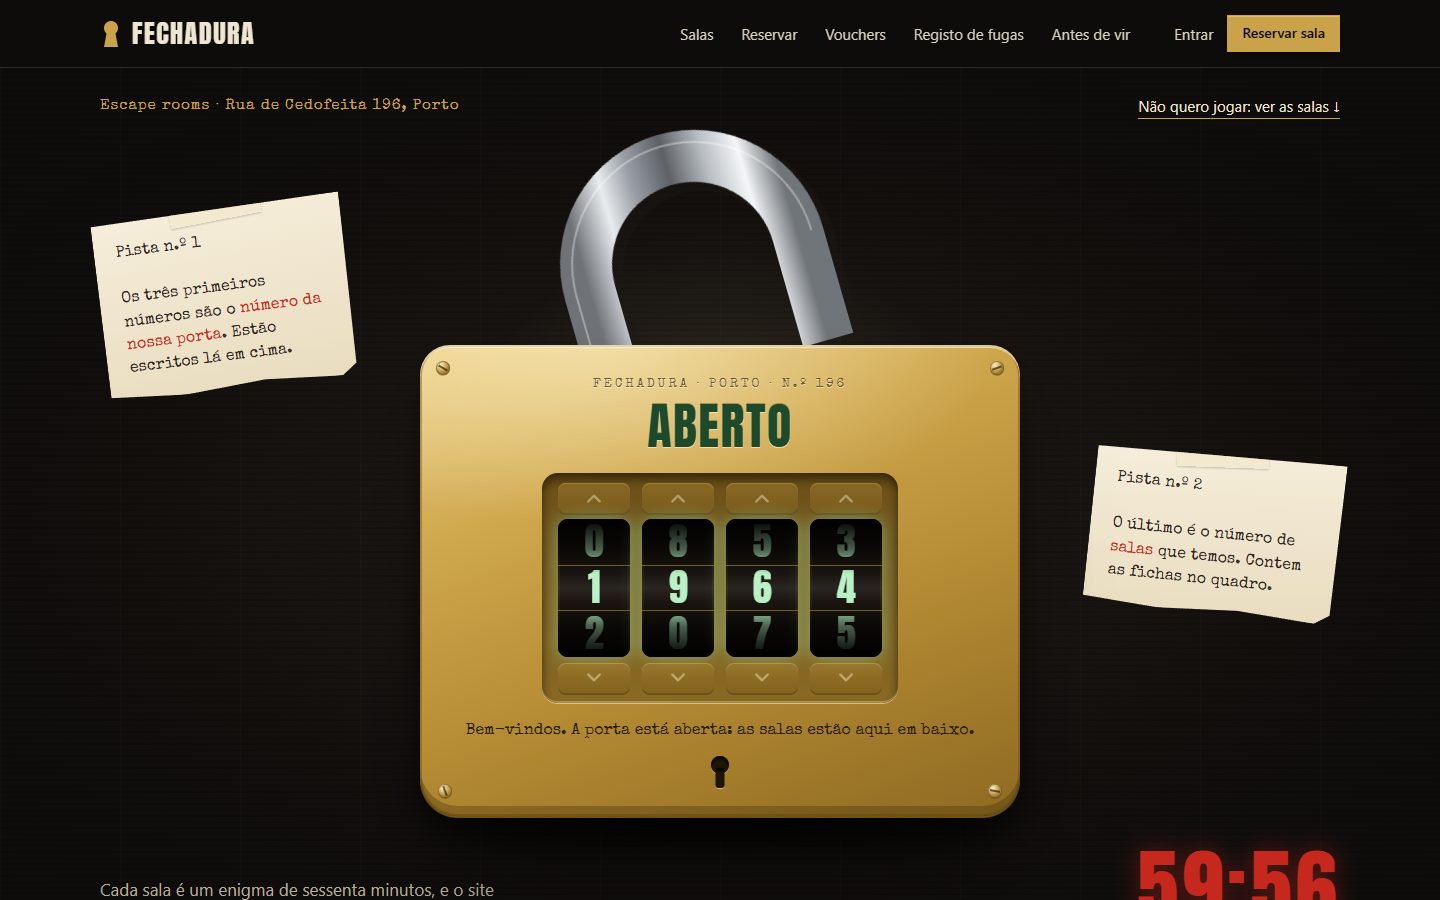 FECHADURA
Salas
Reservar
Vouchers
Registo de fugas
Antes de vir
Entrar
Reservar sala
Escape rooms · Rua de Cedofeita 196, Porto
Não quero jogar: ver as salas ↓
Pista n.º 1
Os três primeiros
números são o número da
nossa porta. Estão
escritos lá em cima.
FECHADURA · PORTO · N.º 196
ABERTO
0 8 5 3
1 9 6 4
2 0 7 5
Pista n.º 2
O último é o número de
salas que temos. Contem
as fichas no quadro.
Bem-vindos. A porta está aberta: as salas estão aqui em baixo.
Cada sala é um enigma de sessenta minutos, e o site
59:56